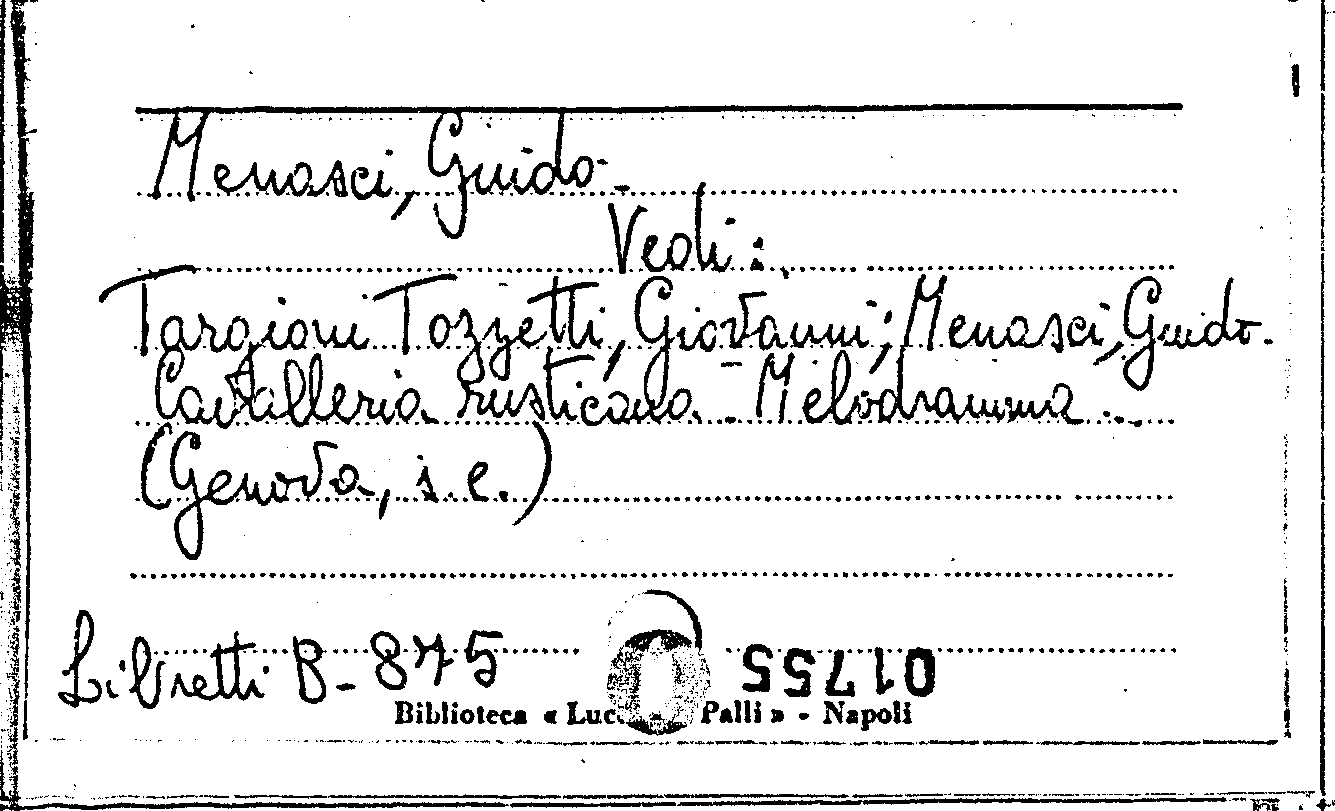 Menasci, Guido -
Vedi :
Targioni Tozzetti, Giovanni; Menasci, Guido.
Cavalleria rusticana - Melodramma -
(Genova, s.e.)
Libretti B - 875
01755
Biblioteca « Luc Palli » - Napoli